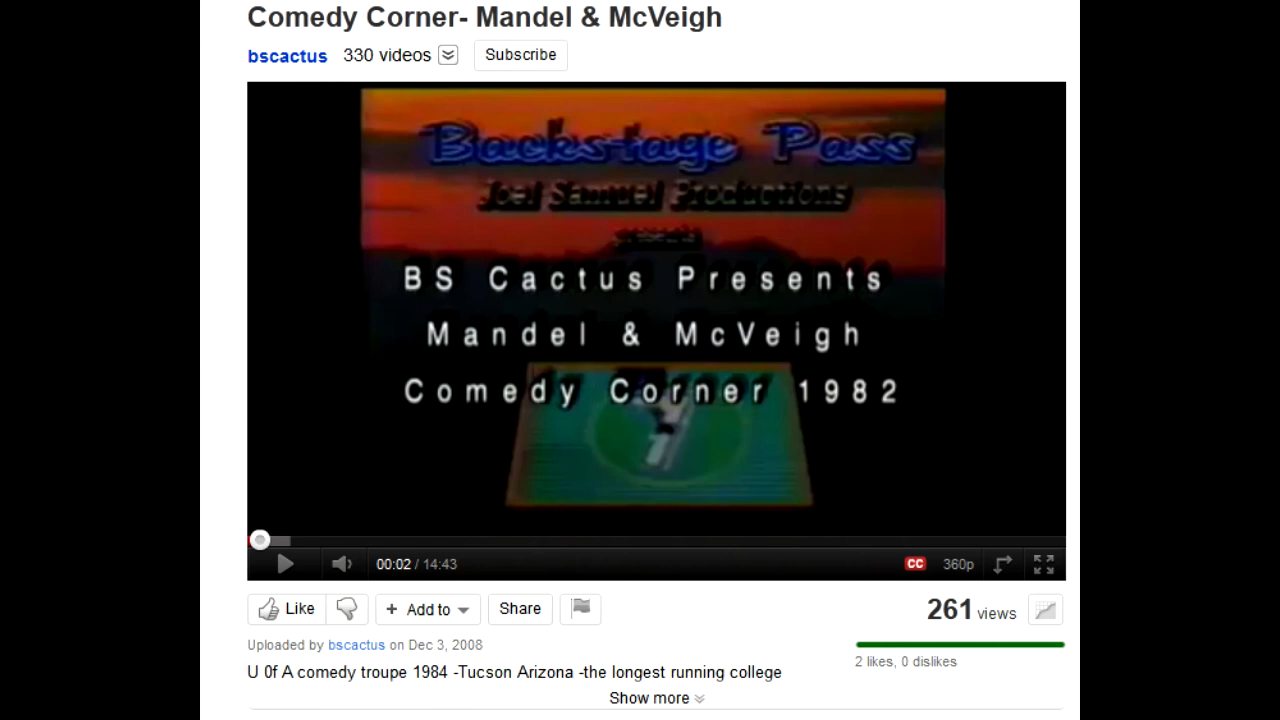 Comedy Corner- Mandel & McVeigh
bscactus 330 videos Subscribe
Backstage Pass
Joel Samuel Productions
presents
BS Cactus Presents
Mandel & McVeigh
Comedy Corner 1982
00:02 / 14:43 CC 360p
Like + Add to Share 261 views
Uploaded by bscactus on Dec 3, 2008
2 likes, 0 dislikes
U 0f A comedy troupe 1984 -Tucson Arizona -the longest running college
Show more